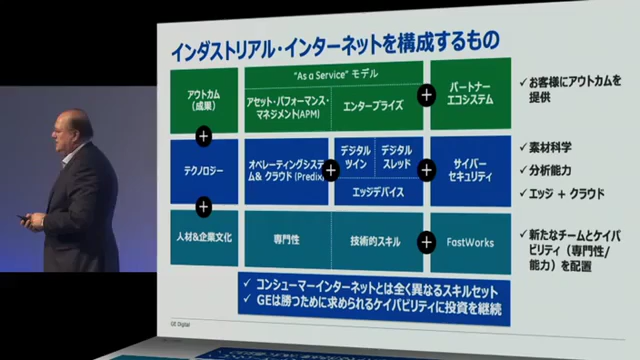 インダストリアル・インターネットを構成するもの
アウトカム
(成果)
"As a Service" モデル
アセット・パフォーマンス・
マネジメント(APM)
エンタープライズ
+
パートナー
エコシステム
✓ お客様にアウトカムを
提供
+
テクノロジー
オペレーティングシステ
ム& クラウド (Predix)
+
デジタル
ツイン
デジタル
スレッド
エッジデバイス
+
サイバー
セキュリティ
✓ 素材科学
✓ 分析能力
✓ エッジ + クラウド
+
人材&企業文化
専門性
技術的スキル
+
FastWorks
✓ 新たなチームとケイパ
ビリティ(専門性/
能力)を配置
✓ コンシューマーインターネットとは全く異なるスキルセット
✓ GEは勝つために求められるケイパビリティに投資を継続
GE Digital